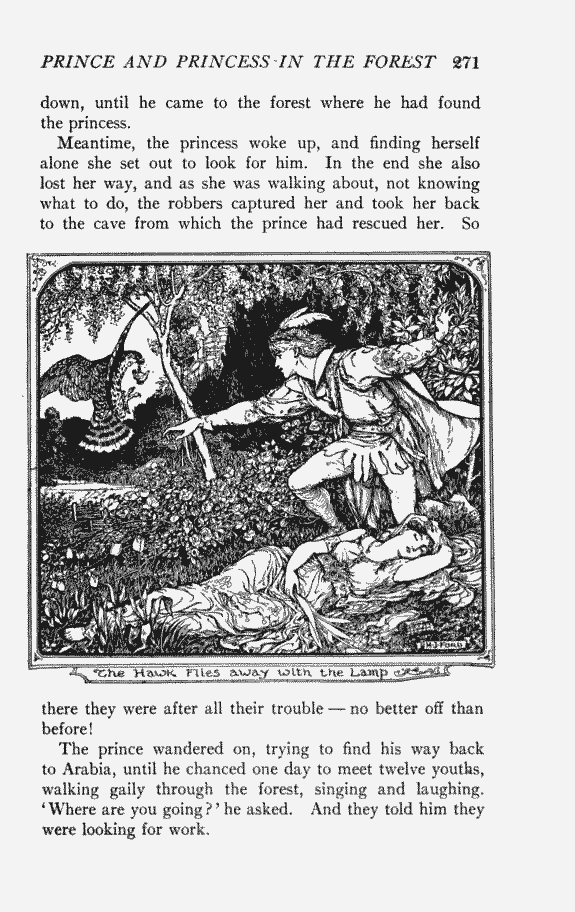 PRINCE AND PRINCESS IN THE FOREST 271
down, until he came to the forest where he had found
the princess.
Meantime, the princess woke up, and finding herself
alone she set out to look for him. In the end she also
lost her way, and as she was walking about, not knowing
what to do, the robbers captured her and took her back
to the cave from which the prince had rescued her. So
H·J·FORD
The Hawk Flies away with the Lamp
there they were after all their trouble — no better off than
before!
The prince wandered on, trying to find his way back
to Arabia, until he chanced one day to meet twelve youths,
walking gaily through the forest, singing and laughing.
‘Where are you going?’ he asked. And they told him they
were looking for work.